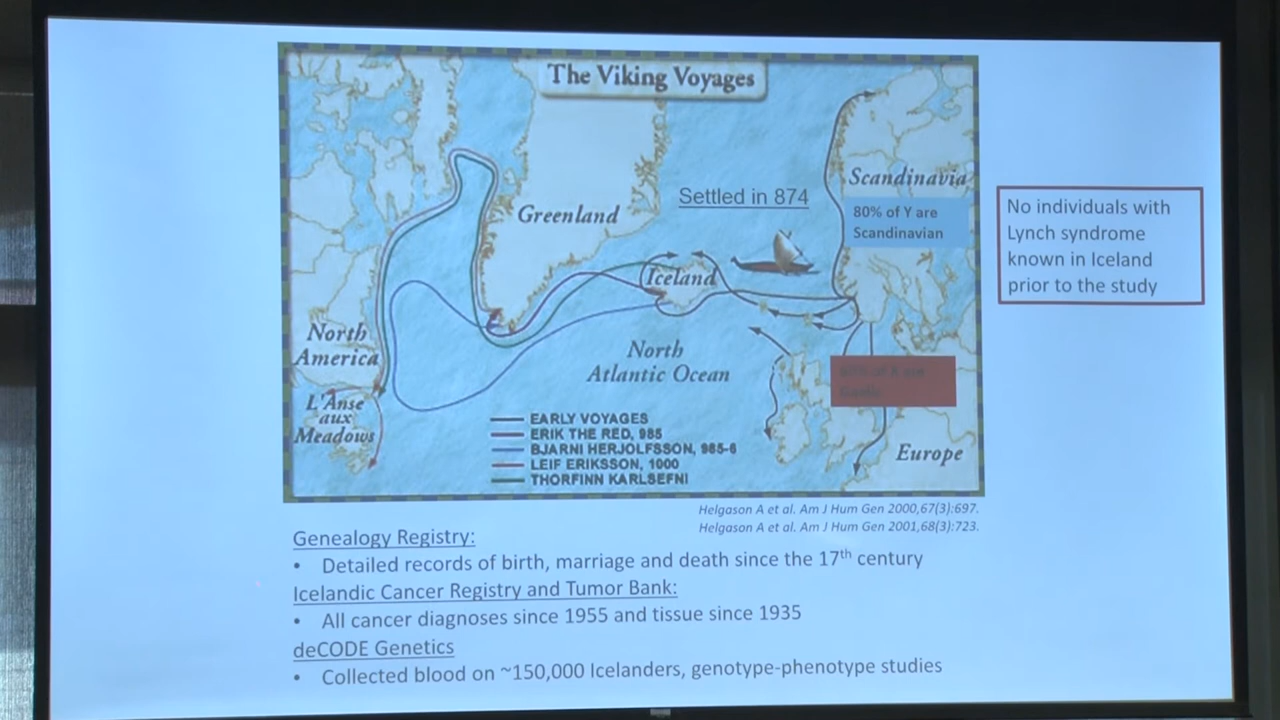 The Viking Voyages
Settled in 874
Scandinavia
80% of Y are
Scandinavian
No individuals with
Lynch syndrome
known in Iceland
prior to the study
Greenland
Iceland
North
America
North
Atlantic Ocean
L'Anse
aux
Meadows
Europe
EARLY VOYAGES
ERIK THE RED, 985
BJARNI HERJOLFSSON, 985-6
LEIF ERIKSSON, 1000
THORFINN KARLSEFNI
Helgason A et al. Am J Hum Gen 2000,67(3):697.
Helgason A et al. Am J Hum Gen 2001,68(3):723.
Genealogy Registry:
• Detailed records of birth, marriage and death since the 17th century
Icelandic Cancer Registry and Tumor Bank:
• All cancer diagnoses since 1955 and tissue since 1935
deCODE Genetics
• Collected blood on ~150,000 Icelanders, genotype-phenotype studies